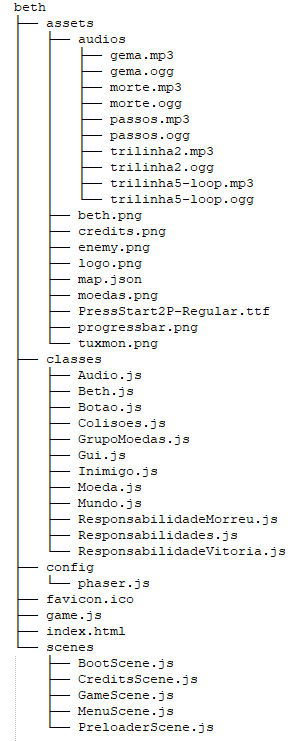 beth
├── assets
│   ├── audios
│   │   ├── gema.mp3
│   │   ├── gema.ogg
│   │   ├── morte.mp3
│   │   ├── morte.ogg
│   │   ├── passos.mp3
│   │   ├── passos.ogg
│   │   ├── trilinha2.mp3
│   │   ├── trilinha2.ogg
│   │   ├── trilinha5-loop.mp3
│   │   └── trilinha5-loop.ogg
│   ├── beth.png
│   ├── credits.png
│   ├── enemy.png
│   ├── logo.png
│   ├── map.json
│   ├── moedas.png
│   ├── PressStart2P-Regular.ttf
│   ├── progressbar.png
│   └── tuxmon.png
├── classes
│   ├── Audio.js
│   ├── Beth.js
│   ├── Botao.js
│   ├── Colisoes.js
│   ├── GrupoMoedas.js
│   ├── Gui.js
│   ├── Inimigo.js
│   ├── Moeda.js
│   ├── Mundo.js
│   ├── ResponsabilidadeMorreu.js
│   ├── Responsabilidades.js
│   └── ResponsabilidadeVitoria.js
├── config
│   └── phaser.js
├── favicon.ico
├── game.js
├── index.html
└── scenes
    ├── BootScene.js
    ├── CreditsScene.js
    ├── GameScene.js
    ├── MenuScene.js
    └── PreloaderScene.js